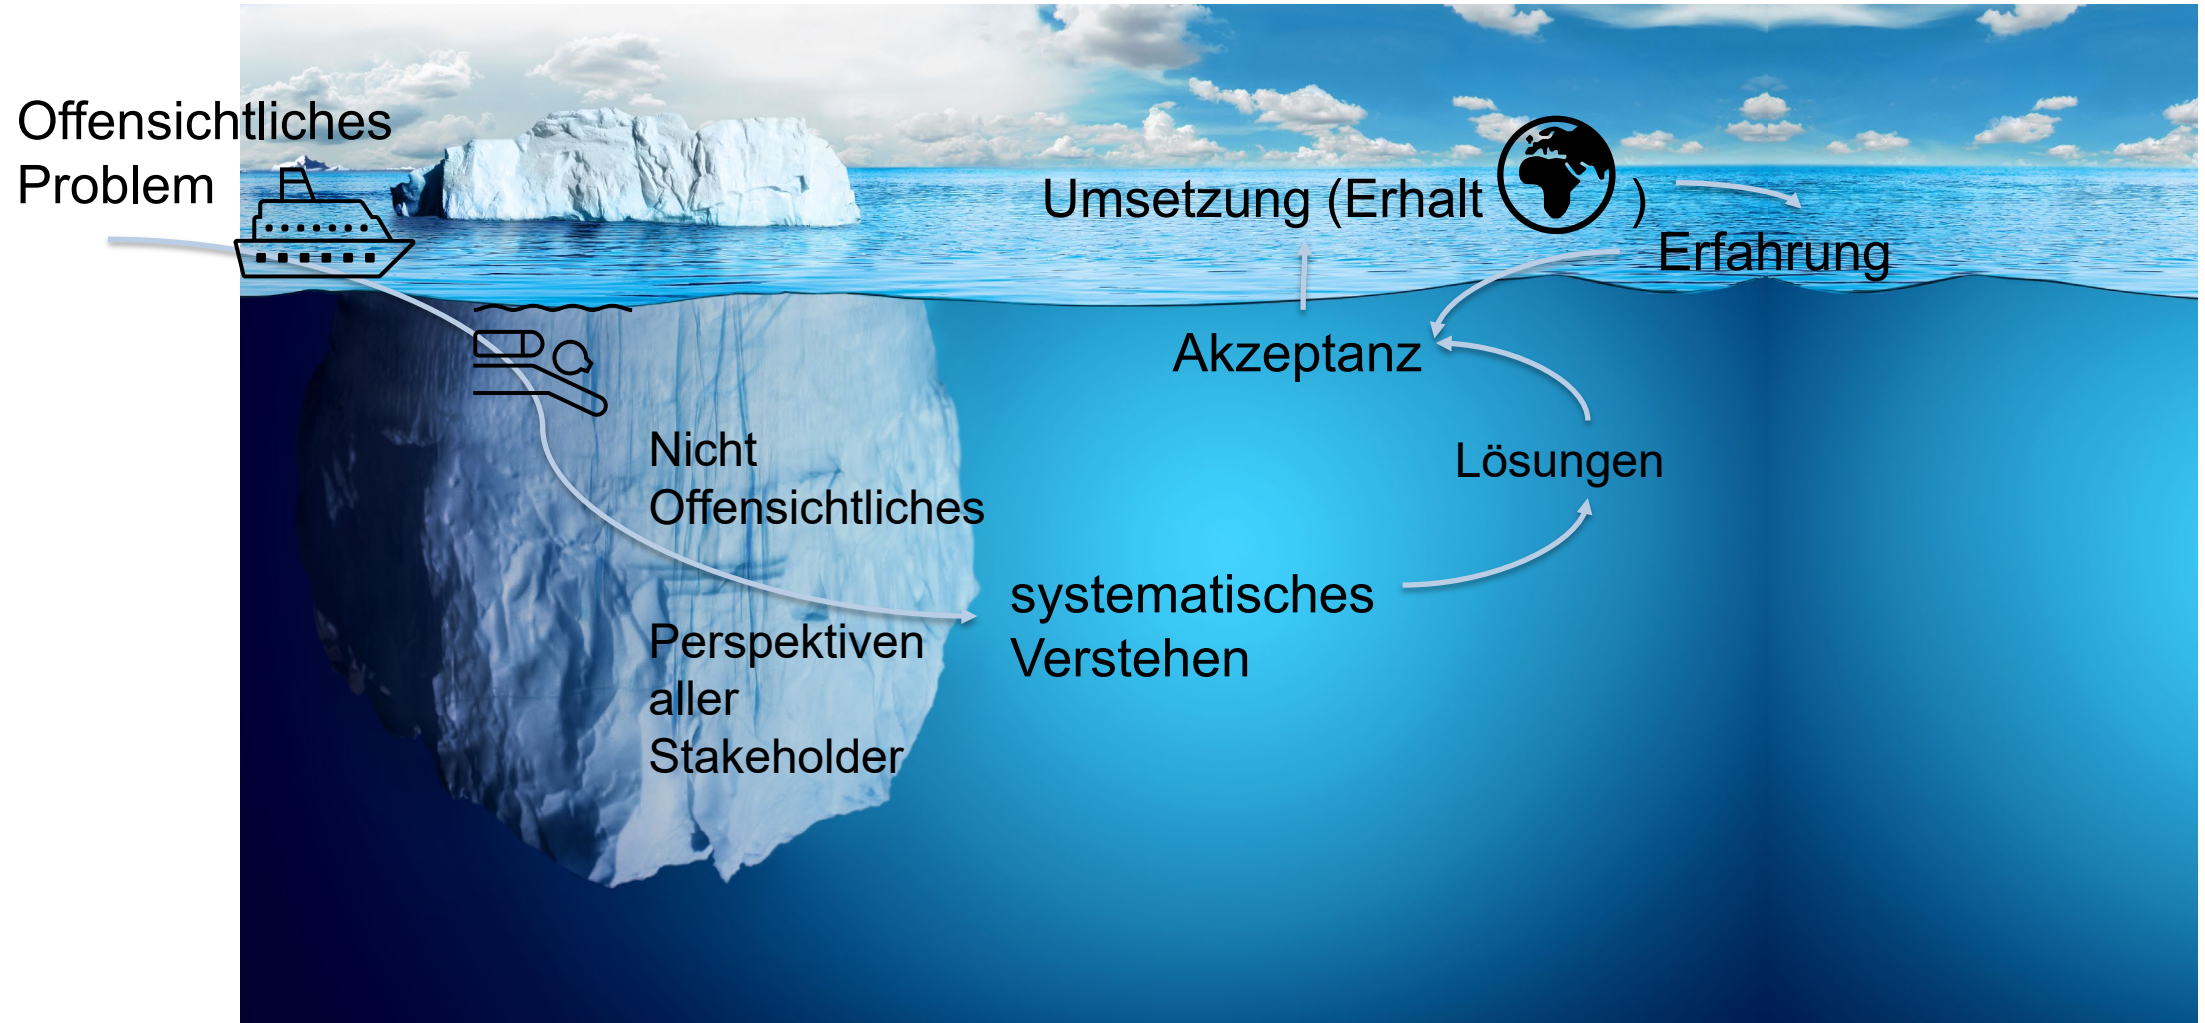 Offensichtliches
Problem
Umsetzung (Erhalt )
Erfahrung
Akzeptanz
Nicht
Offensichtliches
Lösungen
systematisches
Verstehen
Perspektiven
aller
Stakeholder